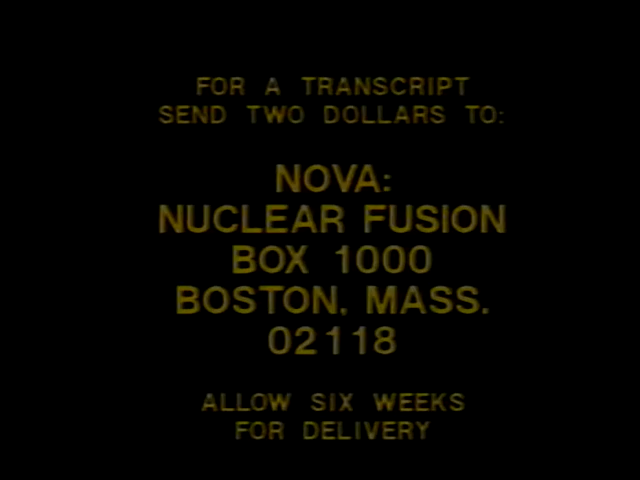 FOR A TRANSCRIPT
SEND TWO DOLLARS TO:
NOVA:
NUCLEAR FUSION
BOX 1000
BOSTON, MASS.
02118
ALLOW SIX WEEKS
FOR DELIVERY